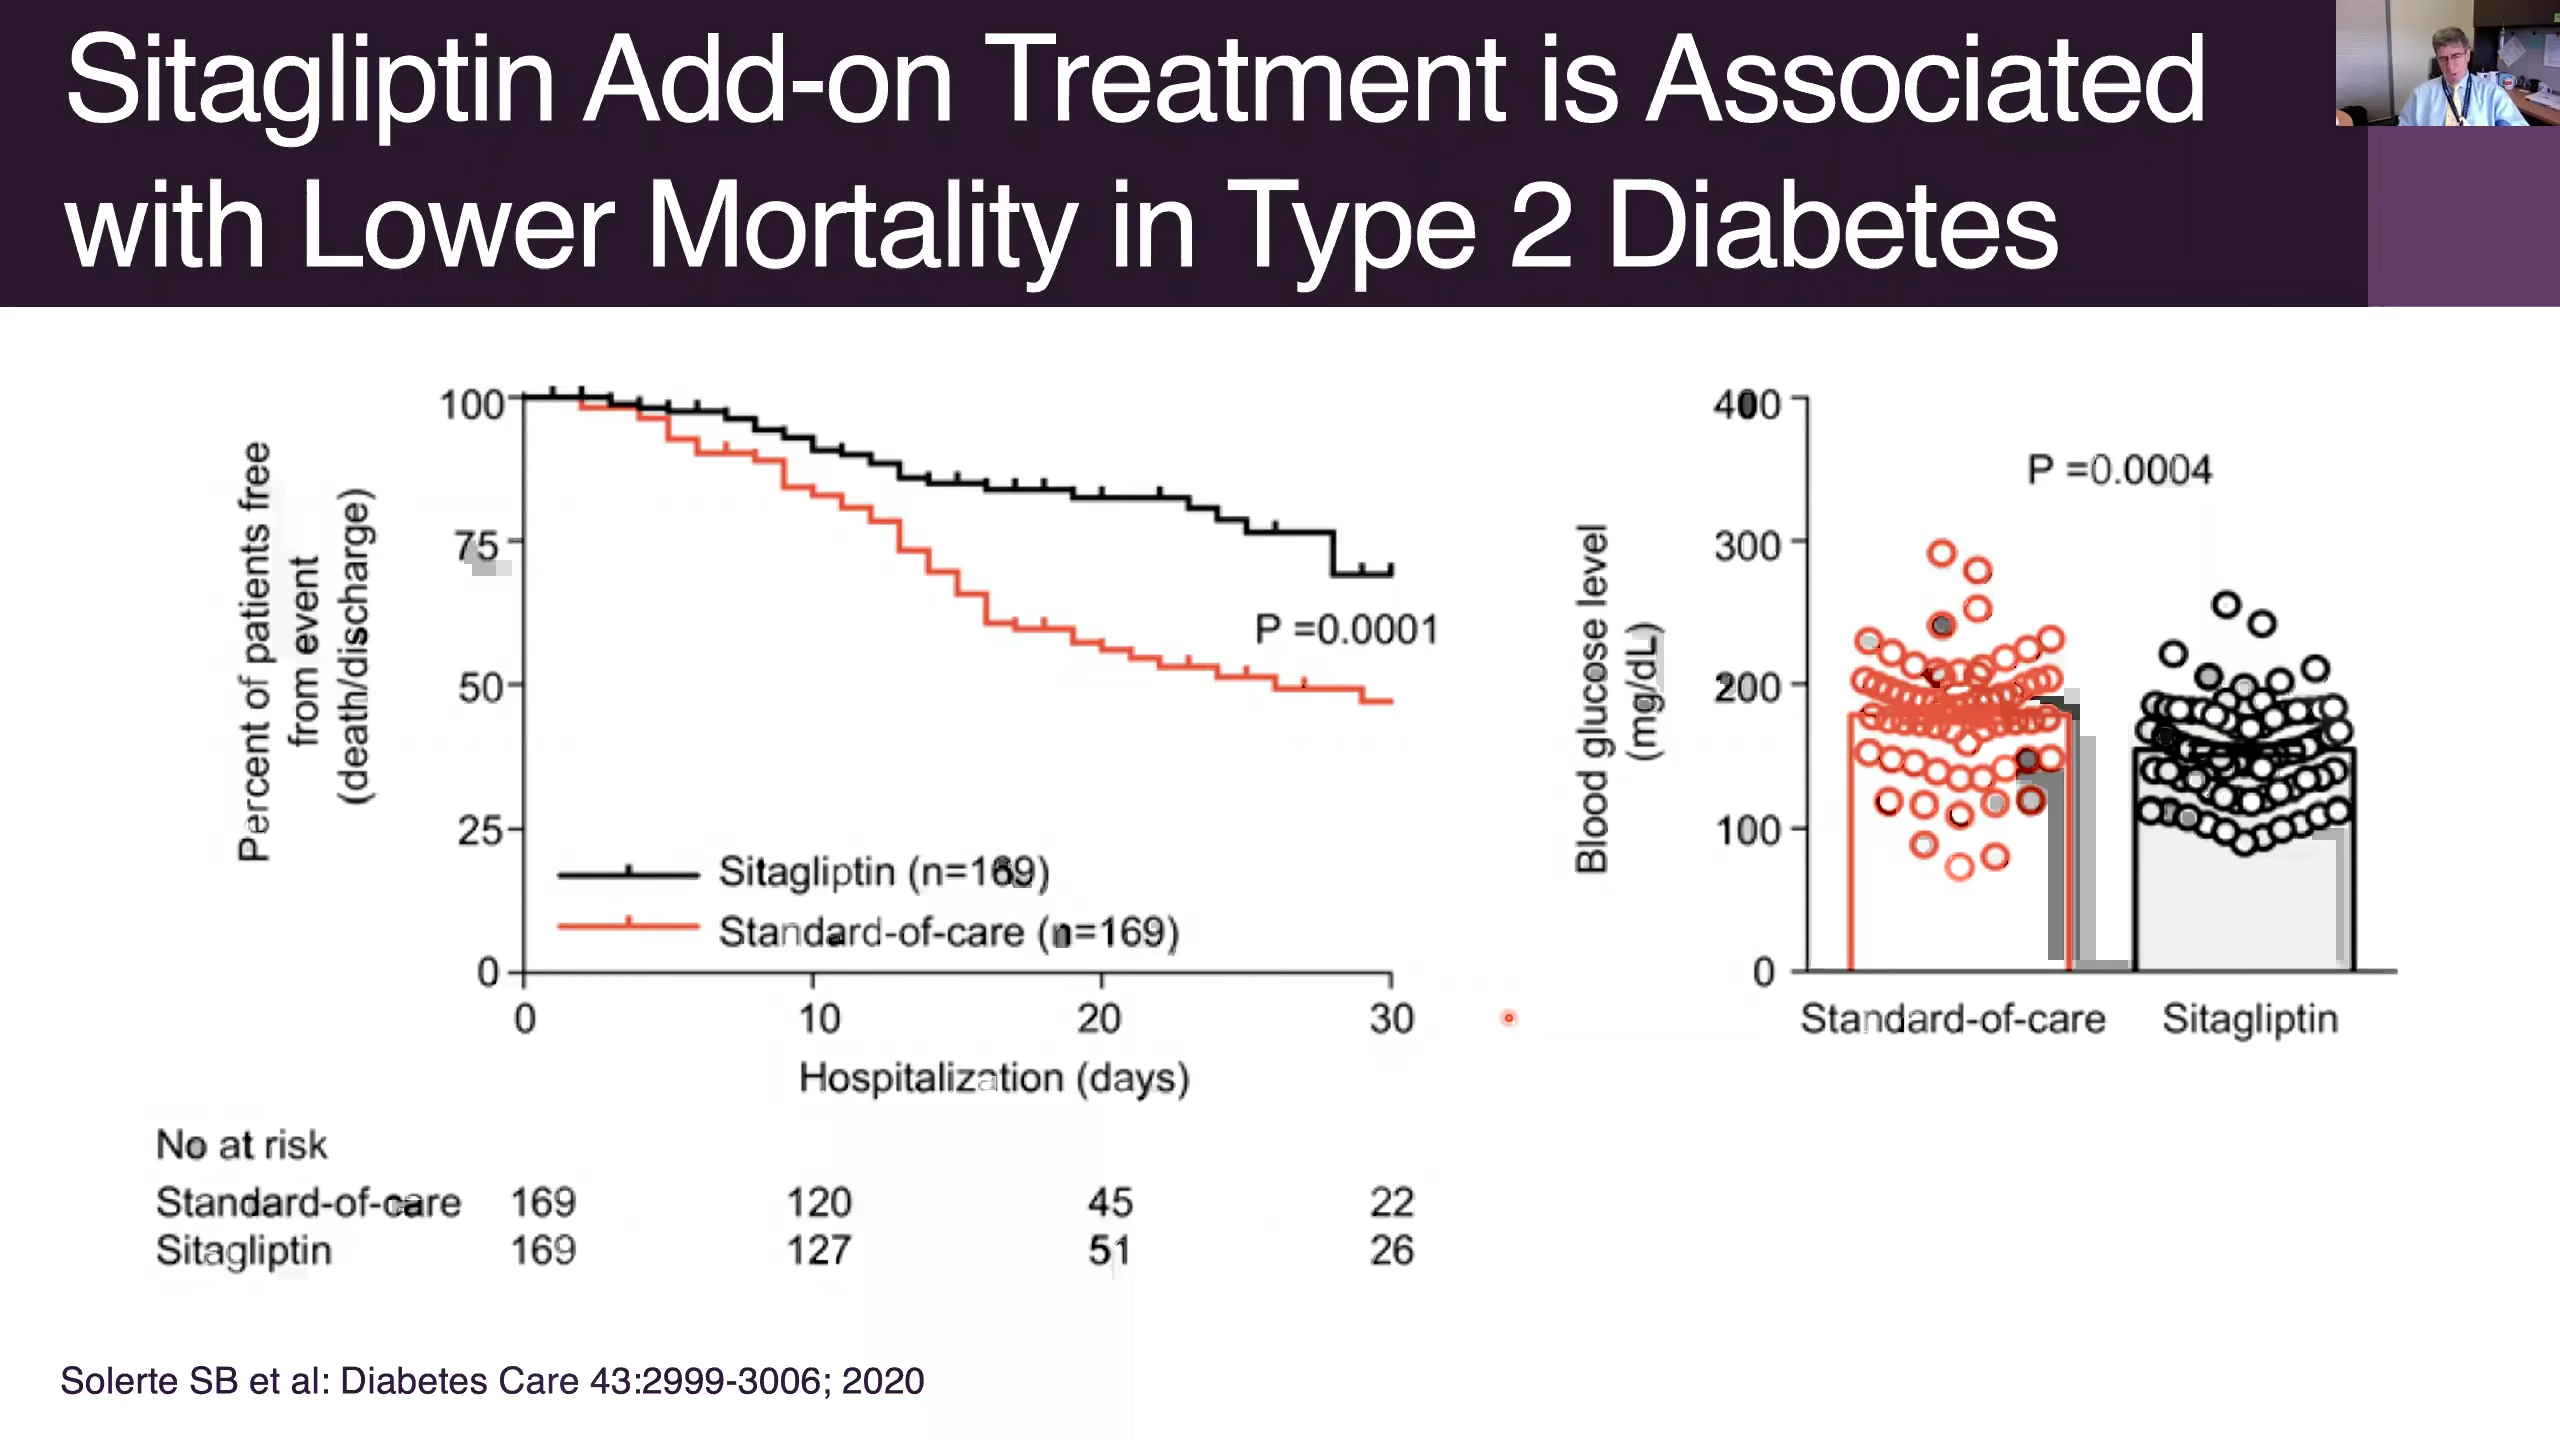 Sitagliptin Add-on Treatment is Associated
with Lower Mortality in Type 2 Diabetes
Percent of patients free
from event
(death/discharge)
100
75
50
25
0
P =0.0001
Sitagliptin (n=169)
Standard-of-care (n=169)
0 10 20 30
Hospitalization (days)
No at risk
Standard-of-care 169 120 45 22
Sitagliptin 169 127 51 26
Blood glucose level
(mg/dL)
400
300
200
100
0
P =0.0004
Standard-of-care Sitagliptin
Solerte SB et al: Diabetes Care 43:2999-3006; 2020